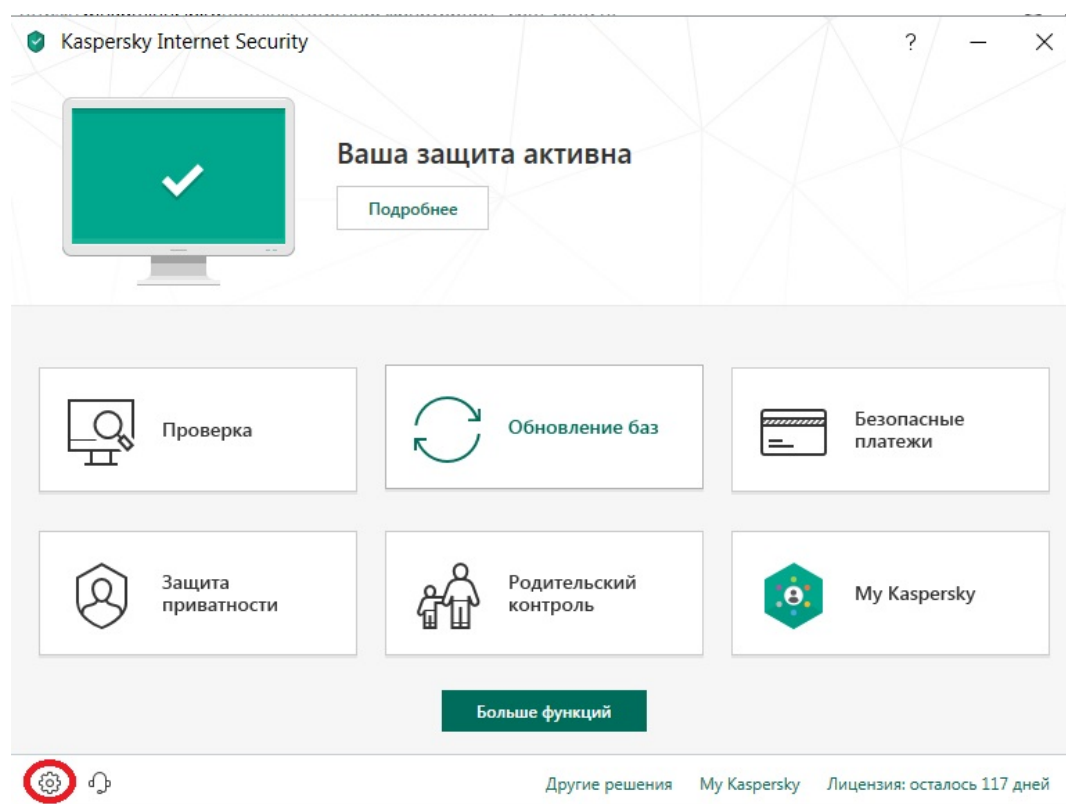 Kaspersky Internet Security
?
Ваша защита активна
Подробнее
Проверка
Обновление баз
Безопасные
платежи
Защита
приватности
Родительский
контроль
My Kaspersky
Больше функций
Другие решения My Kaspersky Лицензия: осталось 117 дней